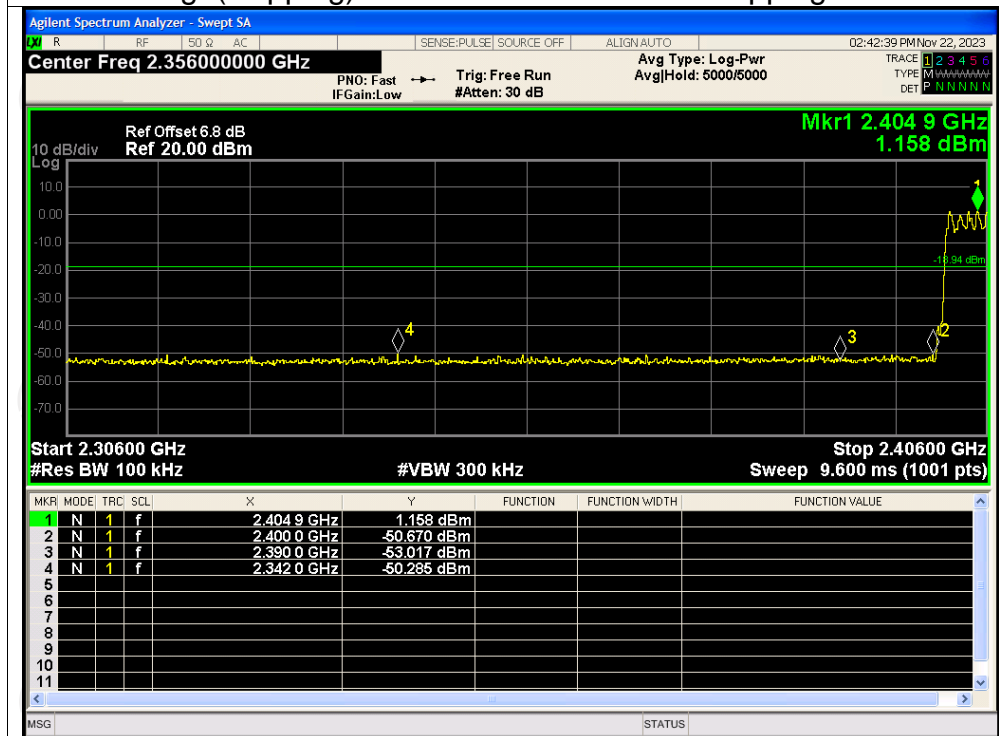 Agilent Spectrum Analyzer - Swept SA
LXI R RF 50 Ω AC SENSE:PULSE SOURCE OFF ALIGN AUTO 02:42:39 PM Nov 22, 2023
Center Freq 2.356000000 GHz
PNO: Fast
IFGain:Low
Trig: Free Run
#Atten: 30 dB
Avg Type: Log-Pwr
Avg|Hold: 5000/5000
TRACE 1 2 3 4 5 6
TYPE M
DET P N N N N N
Mkr1 2.404 9 GHz
1.158 dBm
Ref Offset 6.8 dB
Ref 20.00 dBm
10 dB/div
Log
10.0
0.00
-10.0
-20.0
-30.0
-40.0
-50.0
-60.0
-70.0
1
-18.94 dBm
4
3
2
Start 2.30600 GHz Stop 2.40600 GHz
#Res BW 100 kHz #VBW 300 kHz Sweep 9.600 ms (1001 pts)
MKR MODE TRC SCL X Y FUNCTION FUNCTION WIDTH FUNCTION VALUE
1 N 1 f 2.404 9 GHz 1.158 dBm
2 N 1 f 2.400 0 GHz -50.670 dBm
3 N 1 f 2.390 0 GHz -53.017 dBm
4 N 1 f 2.342 0 GHz -50.285 dBm
5
6
7
8
9
10
11
MSG STATUS